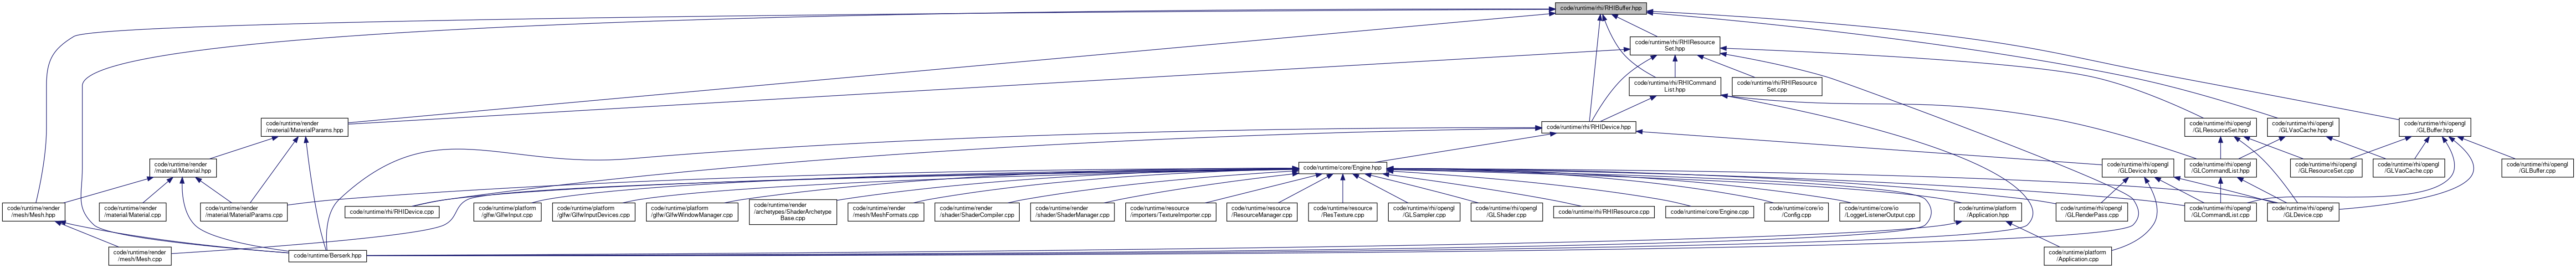 code/runtime/rhi/RHIBuffer.hpp
code/runtime/rhi/RHIResource
Set.hpp
code/runtime/rhi/RHICommand
List.hpp
code/runtime/rhi/RHIResource
Set.cpp
code/runtime/render
/material/MaterialParams.hpp
code/runtime/rhi/RHIDevice.hpp
code/runtime/rhi/opengl
/GLResourceSet.hpp
code/runtime/rhi/opengl
/GLVaoCache.hpp
code/runtime/rhi/opengl
/GLBuffer.hpp
code/runtime/render
/material/Material.hpp
code/runtime/core/Engine.hpp
code/runtime/rhi/opengl
/GLDevice.hpp
code/runtime/rhi/opengl
/GLCommandList.hpp
code/runtime/rhi/opengl
/GLResourceSet.cpp
code/runtime/rhi/opengl
/GLVaoCache.cpp
code/runtime/rhi/opengl
/GLBuffer.cpp
code/runtime/render
/mesh/Mesh.hpp
code/runtime/render
/material/Material.cpp
code/runtime/render
/material/MaterialParams.cpp
code/runtime/rhi/RHIDevice.cpp
code/runtime/platform
/glfw/GlfwInput.cpp
code/runtime/platform
/glfw/GlfwInputDevices.cpp
code/runtime/platform
/glfw/GlfwWindowManager.cpp
code/runtime/render
/archetypes/ShaderArchetype
Base.cpp
code/runtime/render
/mesh/MeshFormats.cpp
code/runtime/render
/shader/ShaderCompiler.cpp
code/runtime/render
/shader/ShaderManager.cpp
code/runtime/resource
/importers/TextureImporter.cpp
code/runtime/resource
/ResourceManager.cpp
code/runtime/resource
/ResTexture.cpp
code/runtime/rhi/opengl
/GLSampler.cpp
code/runtime/rhi/opengl
/GLShader.cpp
code/runtime/rhi/RHIResource.cpp
code/runtime/core/Engine.cpp
code/runtime/core/io
/Config.cpp
code/runtime/core/io
/LoggerListenerOutput.cpp
code/runtime/platform
/Application.hpp
code/runtime/rhi/opengl
/GLRenderPass.cpp
code/runtime/rhi/opengl
/GLCommandList.cpp
code/runtime/rhi/opengl
/GLDevice.cpp
code/runtime/render
/mesh/Mesh.cpp
code/runtime/Berserk.hpp
code/runtime/platform
/Application.cpp